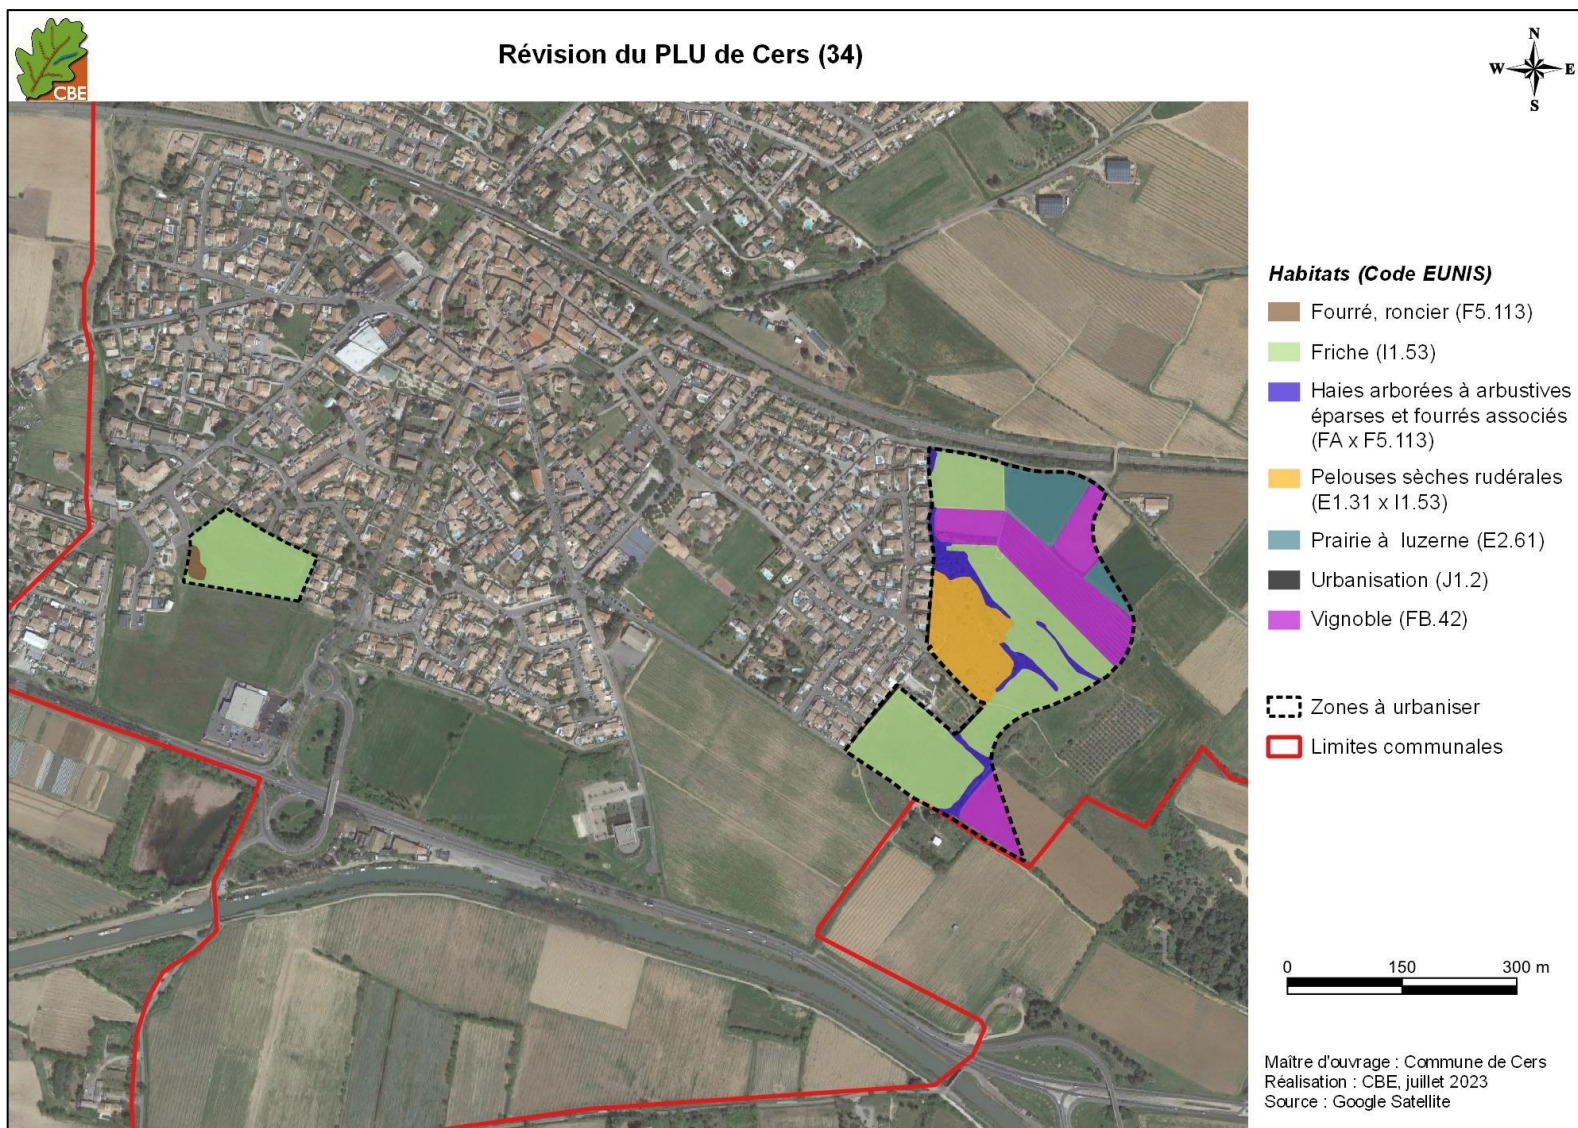 CBE
Révision du PLU de Cers (34)
N
W E
S
Habitats (Code EUNIS)
Fourré, roncier (F5.113)
Friche (I1.53)
Haies arborées à arbustives
éparses et fourrés associés
(FA x F5.113)
Pelouses sèches rudérales
(E1.31 x I1.53)
Prairie à luzerne (E2.61)
Urbanisation (J1.2)
Vignoble (FB.42)
Zones à urbaniser
Limites communales
0 150 300 m
Maître d'ouvrage : Commune de Cers
Réalisation : CBE, juillet 2023
Source : Google Satellite